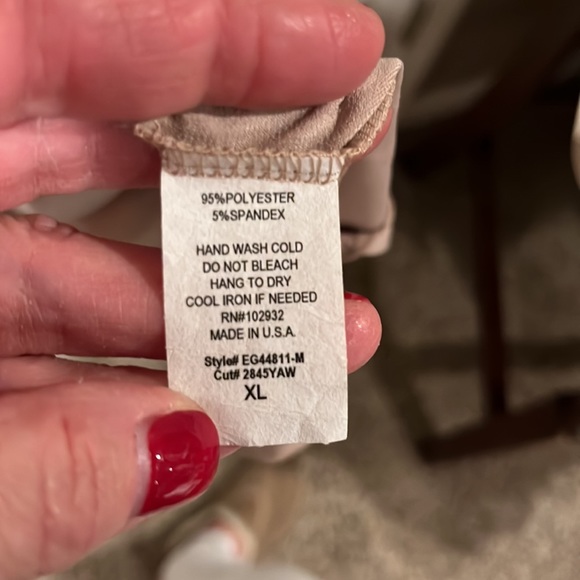 95%POLYESTER
5%SPANDEX
HAND WASH COLD
DO NOT BLEACH
HANG TO DRY
COOL IRON IF NEEDED
RN#102932
MADE IN U.S.A.
Style# EG44811-M
Cut# 2845YAW
XL